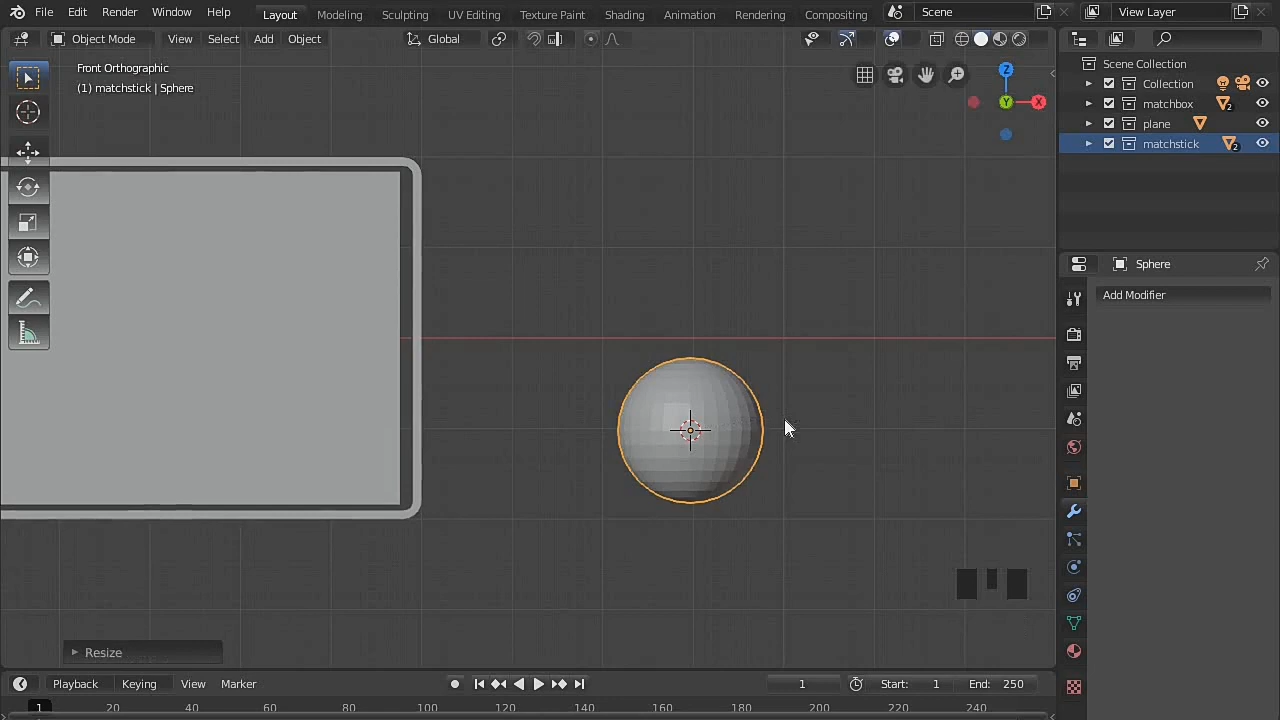 File Edit Render Window Help Layout Modeling Sculpting UV Editing Texture Paint Shading Animation Rendering Compositing Scene View Layer
Object Mode View Select Add Object Global
Front Orthographic
(1) matchstick | Sphere
Z
Y
X
Scene Collection
Collection
matchbox 2
plane
matchstick 2
Sphere
Add Modifier
Resize
Playback Keying View Marker 1 Start: 1 End: 250
1 20 40 60 80 100 120 140 160 180 200 220 240